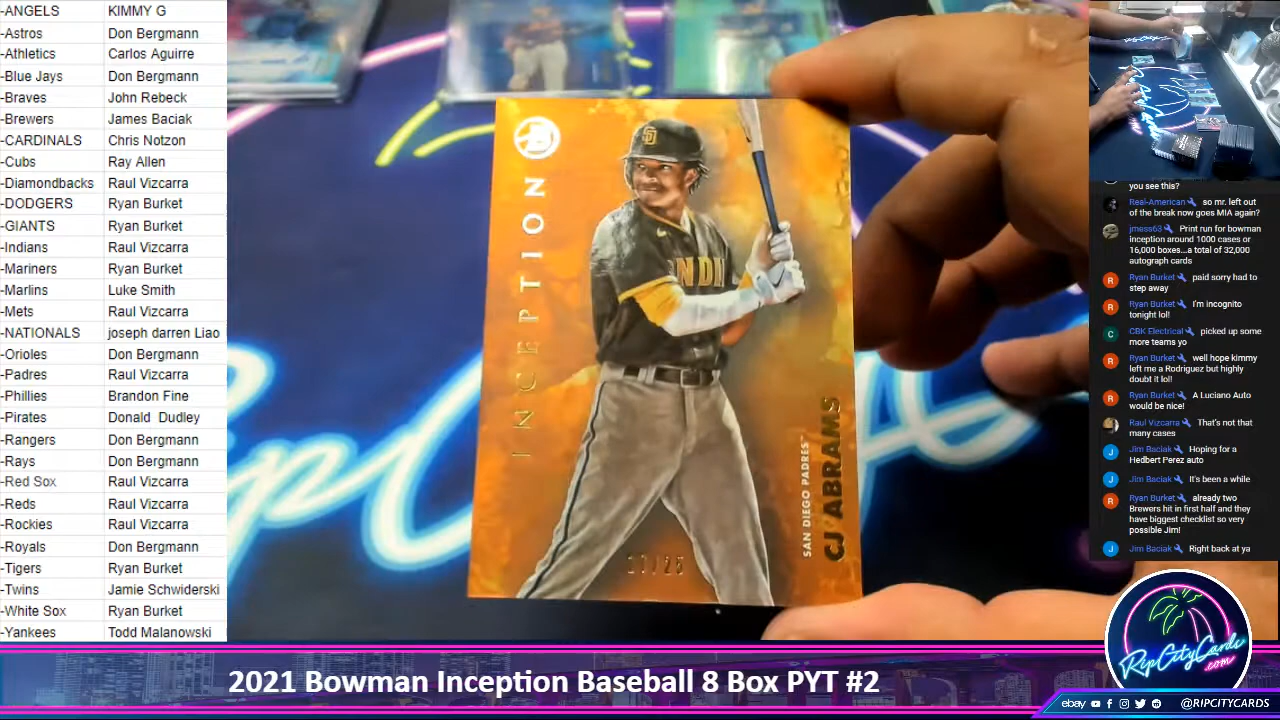 -ANGELS KIMMY G
-Astros Don Bergmann
-Athletics Carlos Aguirre
-Blue Jays Don Bergmann
-Braves John Rebeck
-Brewers James Baciak
-CARDINALS Chris Notzon
-Cubs Ray Allen
-Diamondbacks Raul Vizcarra
-DODGERS Ryan Burket
-GIANTS Ryan Burket
-Indians Raul Vizcarra
-Mariners Ryan Burket
-Marlins Luke Smith
-Mets Raul Vizcarra
-NATIONALS joseph darren Liao
-Orioles Don Bergmann
-Padres Raul Vizcarra
-Phillies Brandon Fine
-Pirates Donald Dudley
-Rangers Don Bergmann
-Rays Don Bergmann
-Red Sox Raul Vizcarra
-Reds Raul Vizcarra
-Rockies Raul Vizcarra
-Royals Don Bergmann
-Tigers Ryan Burket
-Twins Jamie Schwiderski
-White Sox Ryan Burket
-Yankees Todd Malanowski
INCEPTION
SD
SAN DIEGO PADRES™
CJ ABRAMS
17/25
you see this?
Real-American so mr. left out
of the break now goes MIA again?
jmess63 Print run for bowman
inception around 1000 cases or
16,000 boxes...a total of 32,000
autograph cards
R Ryan Burket paid sorry had to
step away
R Ryan Burket I'm incognito
tonight lol!
C CBK Electrical picked up some
more teams yo
R Ryan Burket well hope kimmy
left me a Rodriguez but highly
doubt it lol!
R Ryan Burket A Luciano Auto
would be nice!
Raul Vizcarra That's not that
many cases
J Jim Baciak Hoping for a
Hedbert Perez auto
J Jim Baciak It's been a while
R Ryan Burket already two
Brewers hit in first half and they
have biggest checklist so very
possible Jim!
J Jim Baciak Right back at ya
RipCityCards
.com
2021 Bowman Inception Baseball 8 Box PYT #2
ebay @RIPCITYCARDS